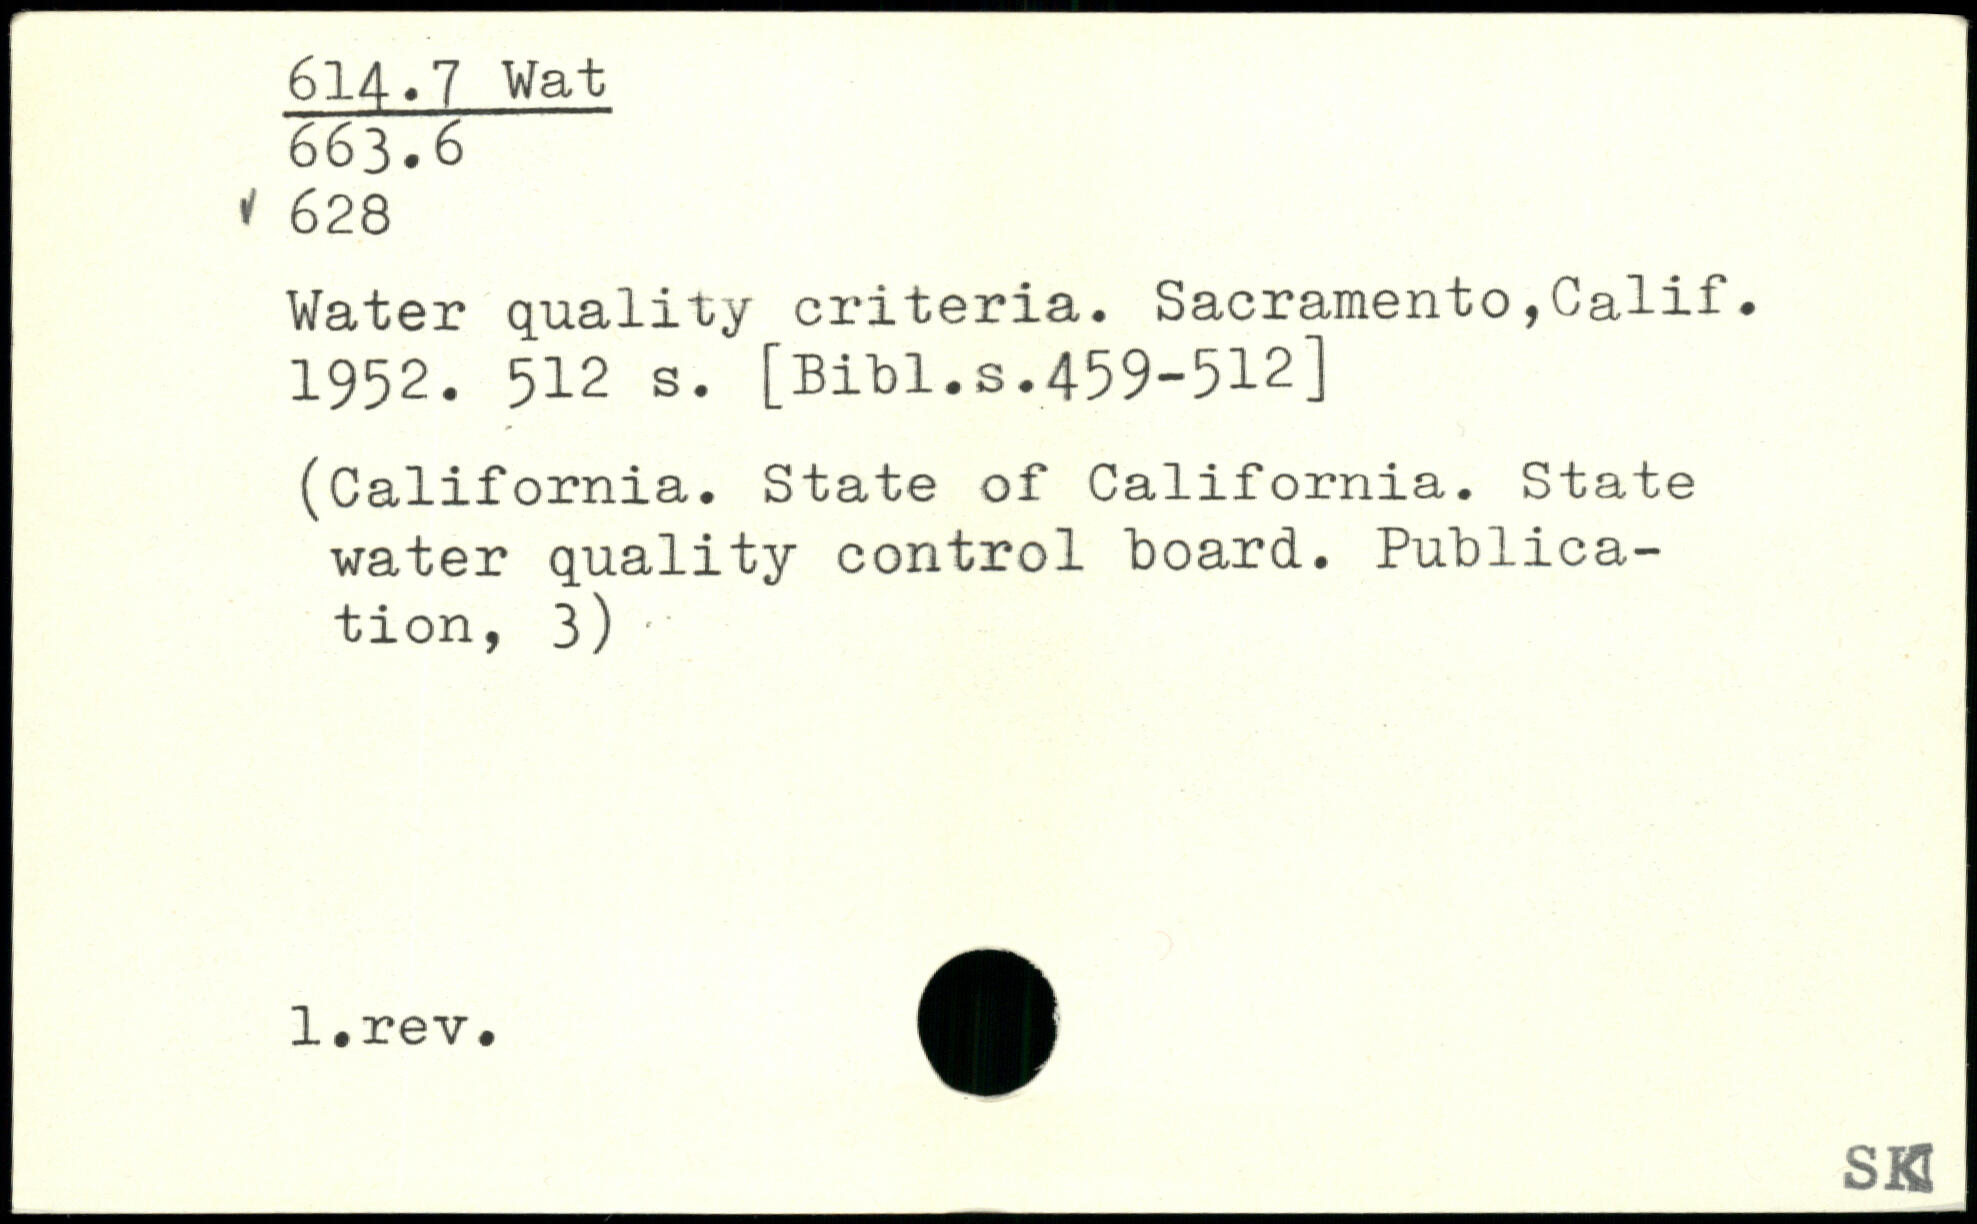 614.7 Wat
663.6
✓ 628
Water quality criteria. Sacramento,Calif.
1952. 512 s. [Bibl.s.459-512]
(California. State of California. State
water quality control board. Publica-
tion, 3)
1.rev.